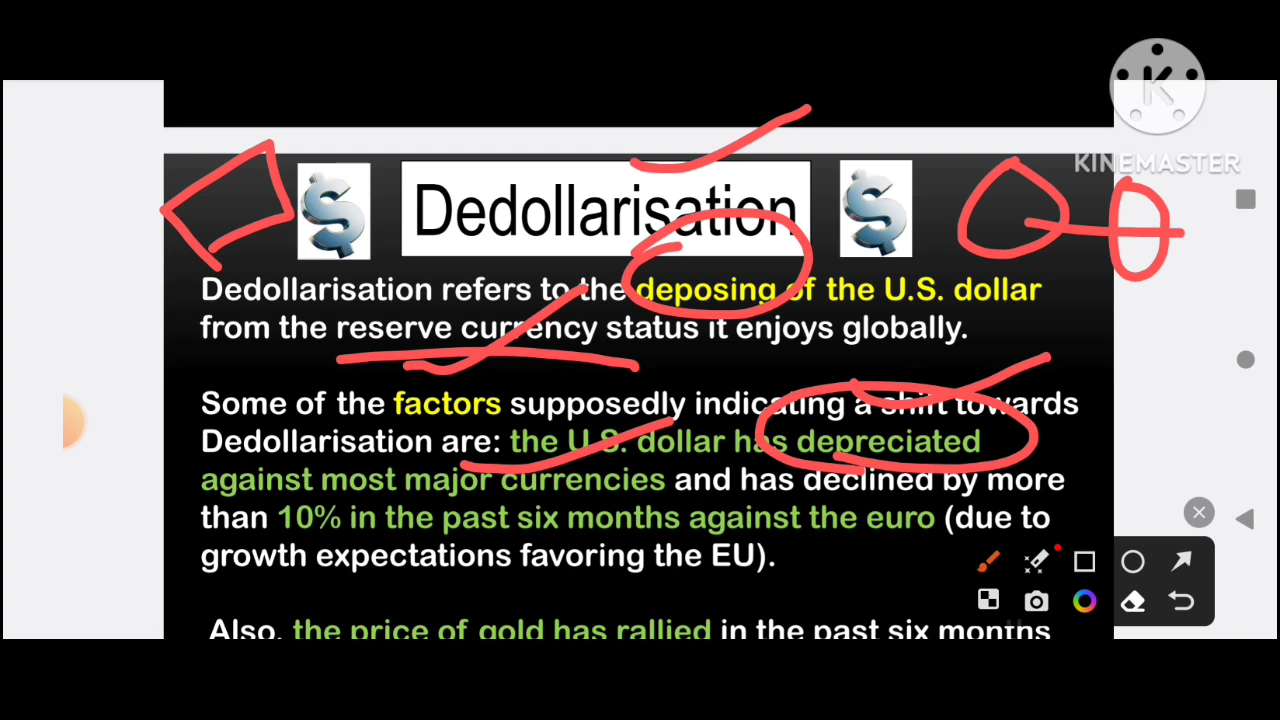 KINEMASTER
Dedollarisation
Dedollarisation refers to the deposing of the U.S. dollar
from the reserve currency status it enjoys globally.
Some of the factors supposedly indicating a shift towards
Dedollarisation are: the U.S. dollar has depreciated
against most major currencies and has declined by more
than 10% in the past six months against the euro (due to
growth expectations favoring the EU).
Also, the price of gold has rallied in the past six months